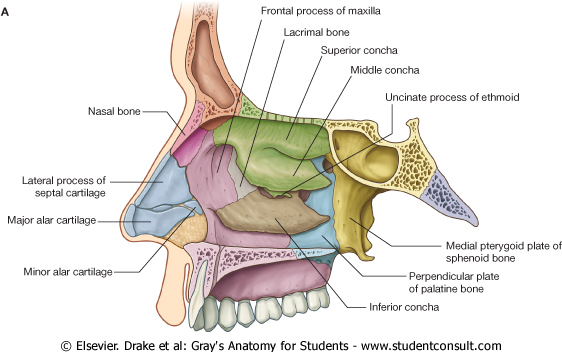 A
Frontal process of maxilla
Lacrimal bone
Superior concha
Middle concha
Uncinate process of ethmoid
Nasal bone
Lateral process of
septal cartilage
Major alar cartilage
Minor alar cartilage
Medial pterygoid plate of
sphenoid bone
Perpendicular plate
of palatine bone
Inferior concha
© Elsevier. Drake et al: Gray's Anatomy for Students - www.studentconsult.com